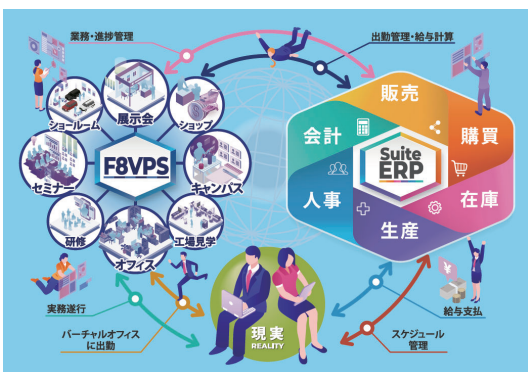 業務・進捗管理
出勤管理・給与計算
ショールーム
展示会
ショップ
セミナー
F8VPS
キャンパス
研修
オフィス
工場見学
販売
会計
購買
Suite
ERP
人事
在庫
生産
実務遂行
バーチャルオフィス
に出勤
現実
REALITY
給与支払
スケジュール
管理